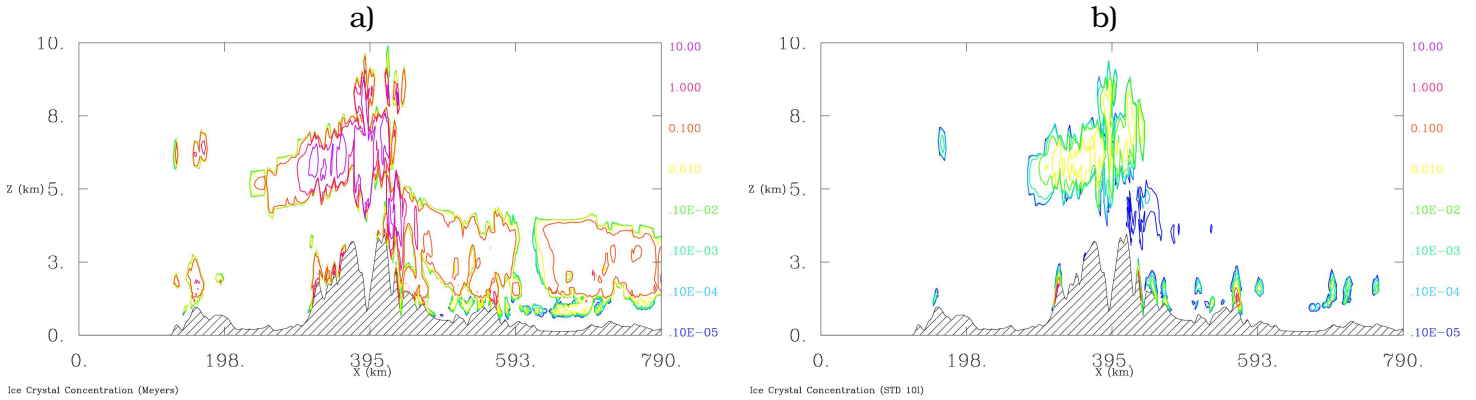 a)
10.
8.
5.
3.
0.
Z (km)
0.
198.
395.
593.
790.
X (km)
10.00
1.000
0.100
0.010
.10E-02
.10E-03
.10E-04
.10E-05
Ice Crystal Concentration (Meyers)
b)
10.
8.
5.
3.
0.
Z (km)
0.
198.
395.
593.
790.
X (km)
10.00
1.000
0.100
0.010
.10E-02
.10E-03
.10E-04
.10E-05
Ice Crystal Concentration (STD 101)